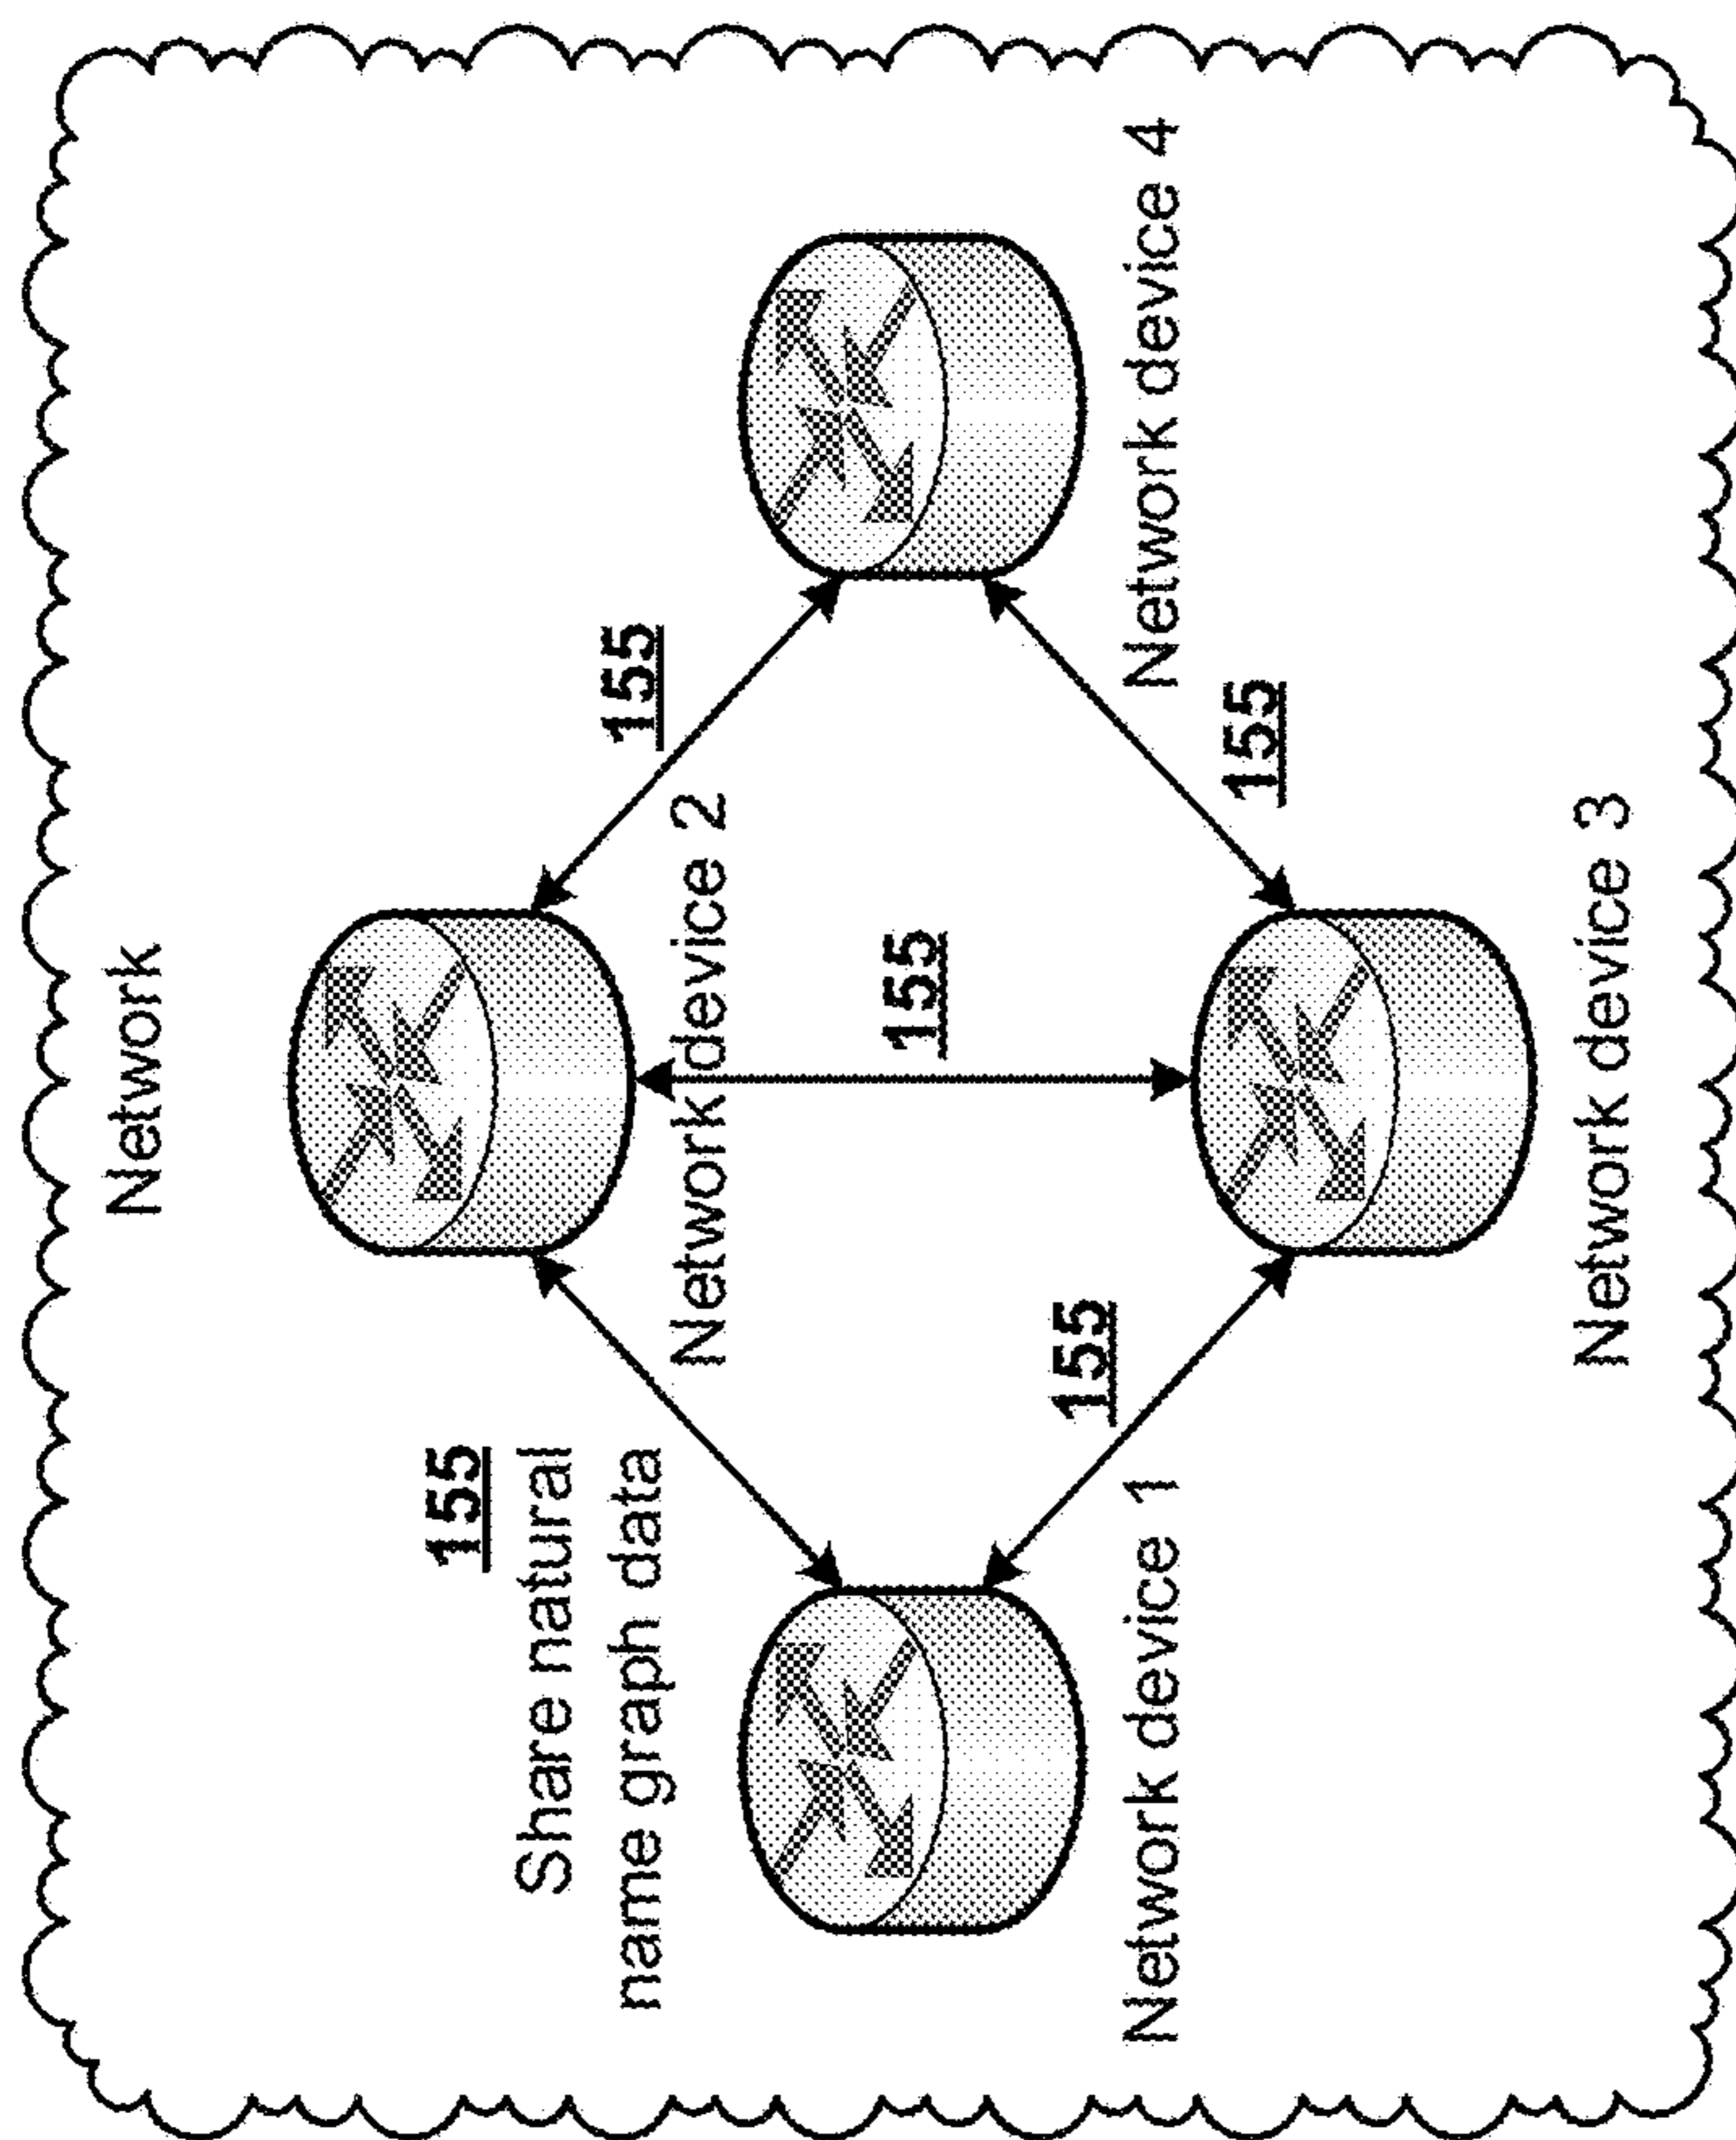 Network
155
Share natural
name graph data
155
Network device 2
155
Network device 1
155
Network device 4
155
Network device 3